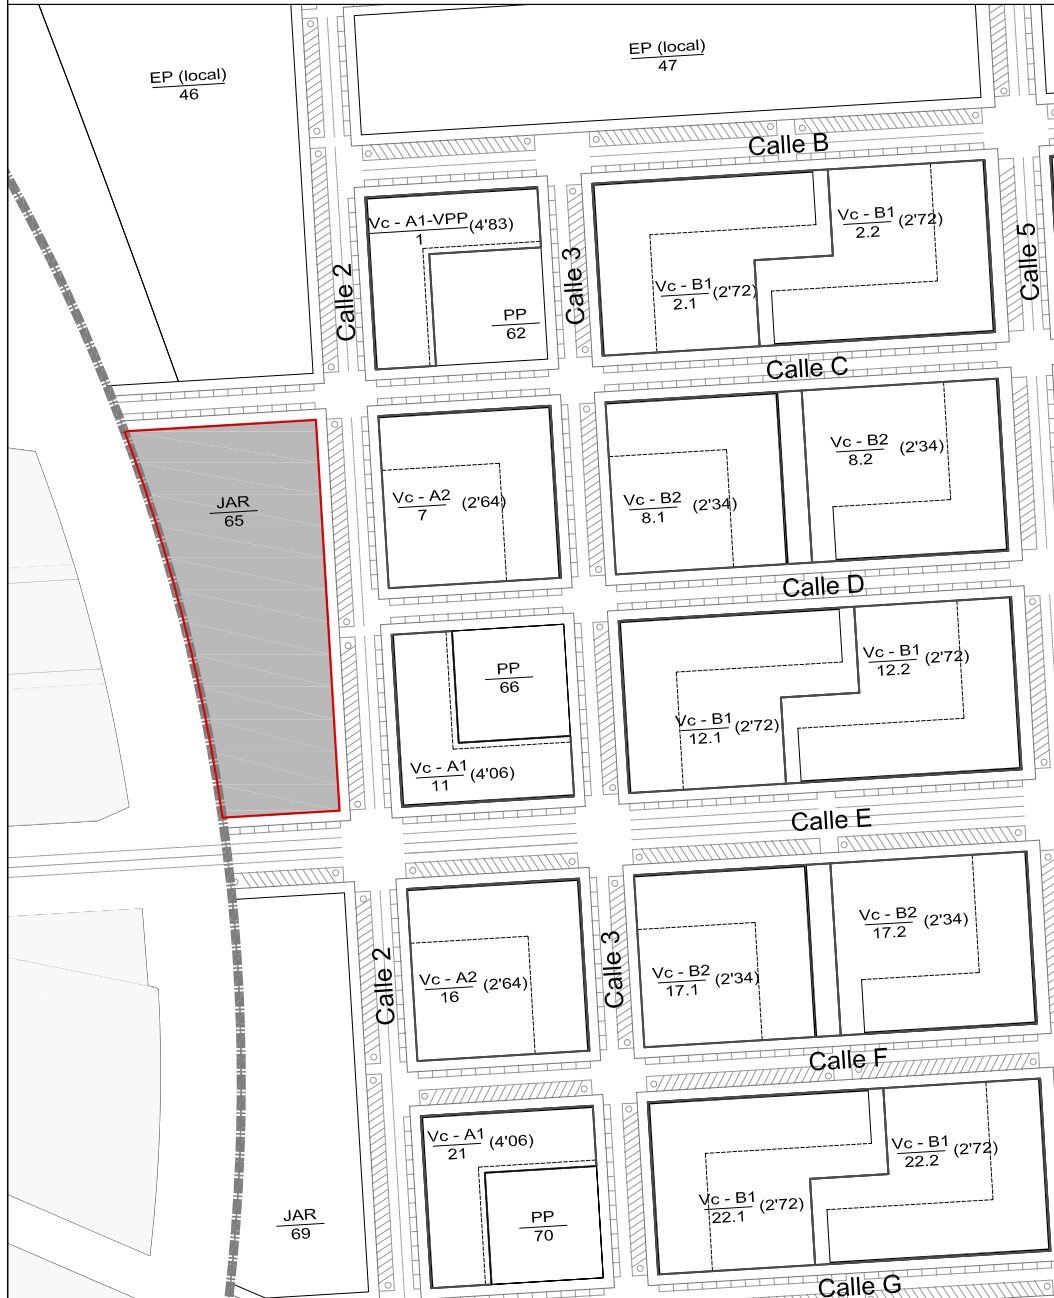 EP (local)
47
EP (local)
46
Calle B
Vc - A1-VPP (4'83)
1
Vc - B1 (2'72)
2.2
Calle 2
Calle 3
Calle 5
Vc - B1 (2'72)
2.1
PP
62
Calle C
Vc - B2 (2'34)
8.2
JAR
65
Vc - A2 (2'64)
7
Vc - B2 (2'34)
8.1
Calle D
PP
66
Vc - B1 (2'72)
12.2
Vc - B1 (2'72)
12.1
Vc - A1 (4'06)
11
Calle E
Vc - B2 (2'34)
17.2
Calle 2
Calle 3
Vc - A2 (2'64)
16
Vc - B2 (2'34)
17.1
Calle F
Vc - A1 (4'06)
21
Vc - B1 (2'72)
22.2
Vc - B1 (2'72)
22.1
JAR
69
PP
70
Calle G